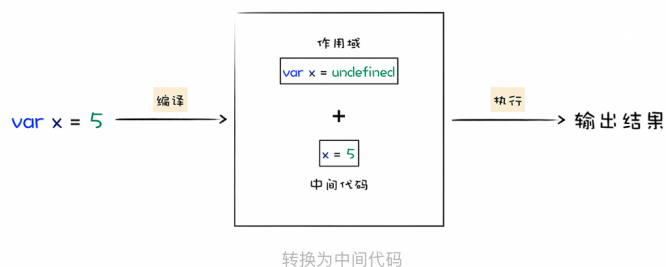 作用域
var x = undefined
编译
执行
var x = 5
+
输出结果
x = 5
中间代码
转换为中间代码